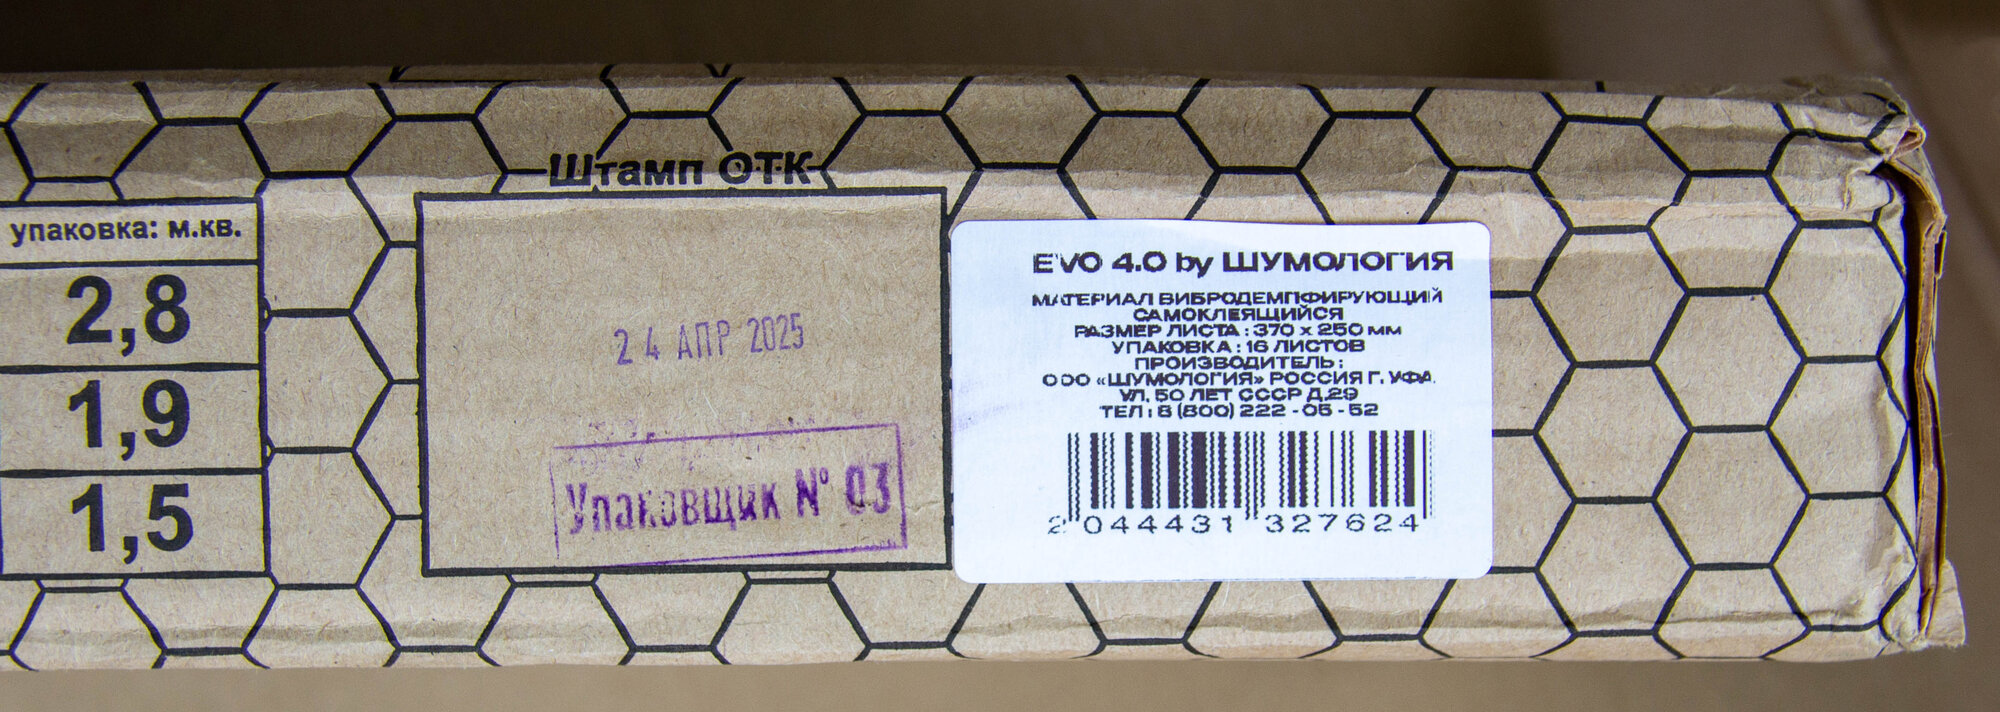 Штамп ОТК
упаковка: м.кв.
2,8
1,9
1,5
24 АПР 2025
Упаковщик № 03
EVO 4.0 by ШУМОЛОГИЯ
МАТЕРИАЛ ВИБРОДЕМПФИРУЮЩИЙ
САМОКЛЕЯЩИЙСЯ
РАЗМЕР ЛИСТА : 370 x 250 мм
УПАКОВКА : 16 ЛИСТОВ
ПРОИЗВОДИТЕЛЬ :
ООО «ШУМОЛОГИЯ» РОССИЯ Г. УФА
УЛ. 50 ЛЕТ СССР Д.29
ТЕЛ : 8 (800) 222 - 05 - 52
2 044431 327624